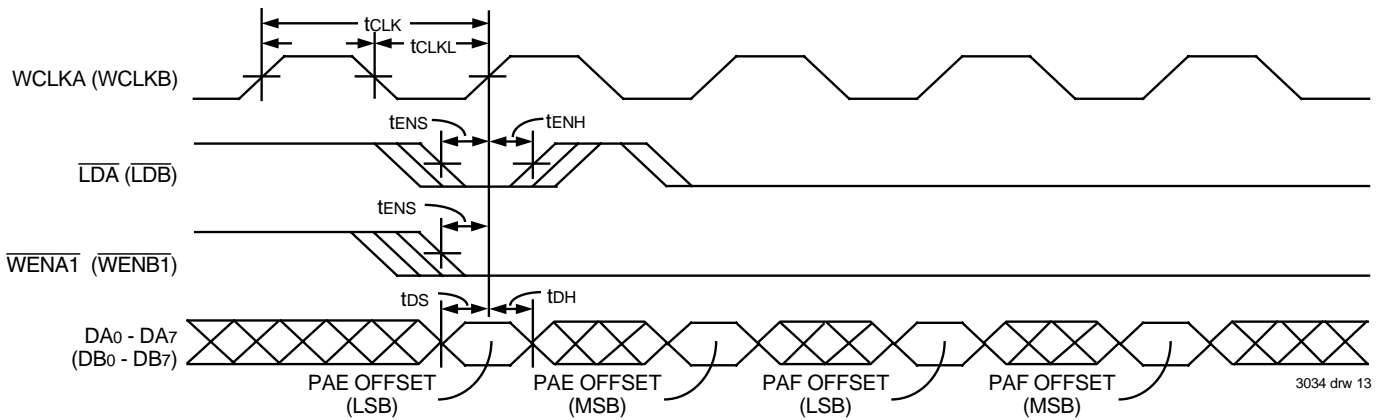 tCLK
tCLKL
WCLKA (WCLKB)
tENS
tENH
LDA (LDB)
tENS
WENA1 (WENB1)
tDS
tDH
DA0 - DA7
(DB0 - DB7)
PAE OFFSET
(LSB)
PAE OFFSET
(MSB)
PAF OFFSET
(LSB)
PAF OFFSET
(MSB)
3034 drw 13